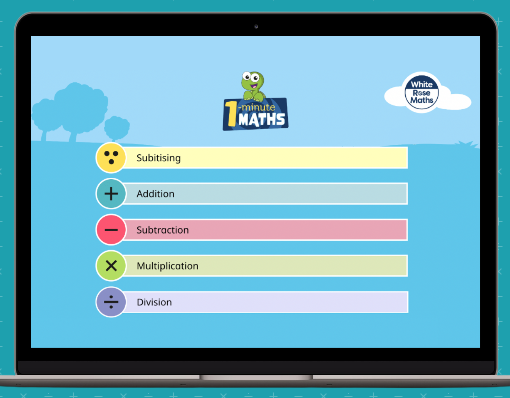 1-minute
MATHS
White
Rose
Maths
Subitising
Addition
Subtraction
Multiplication
Division